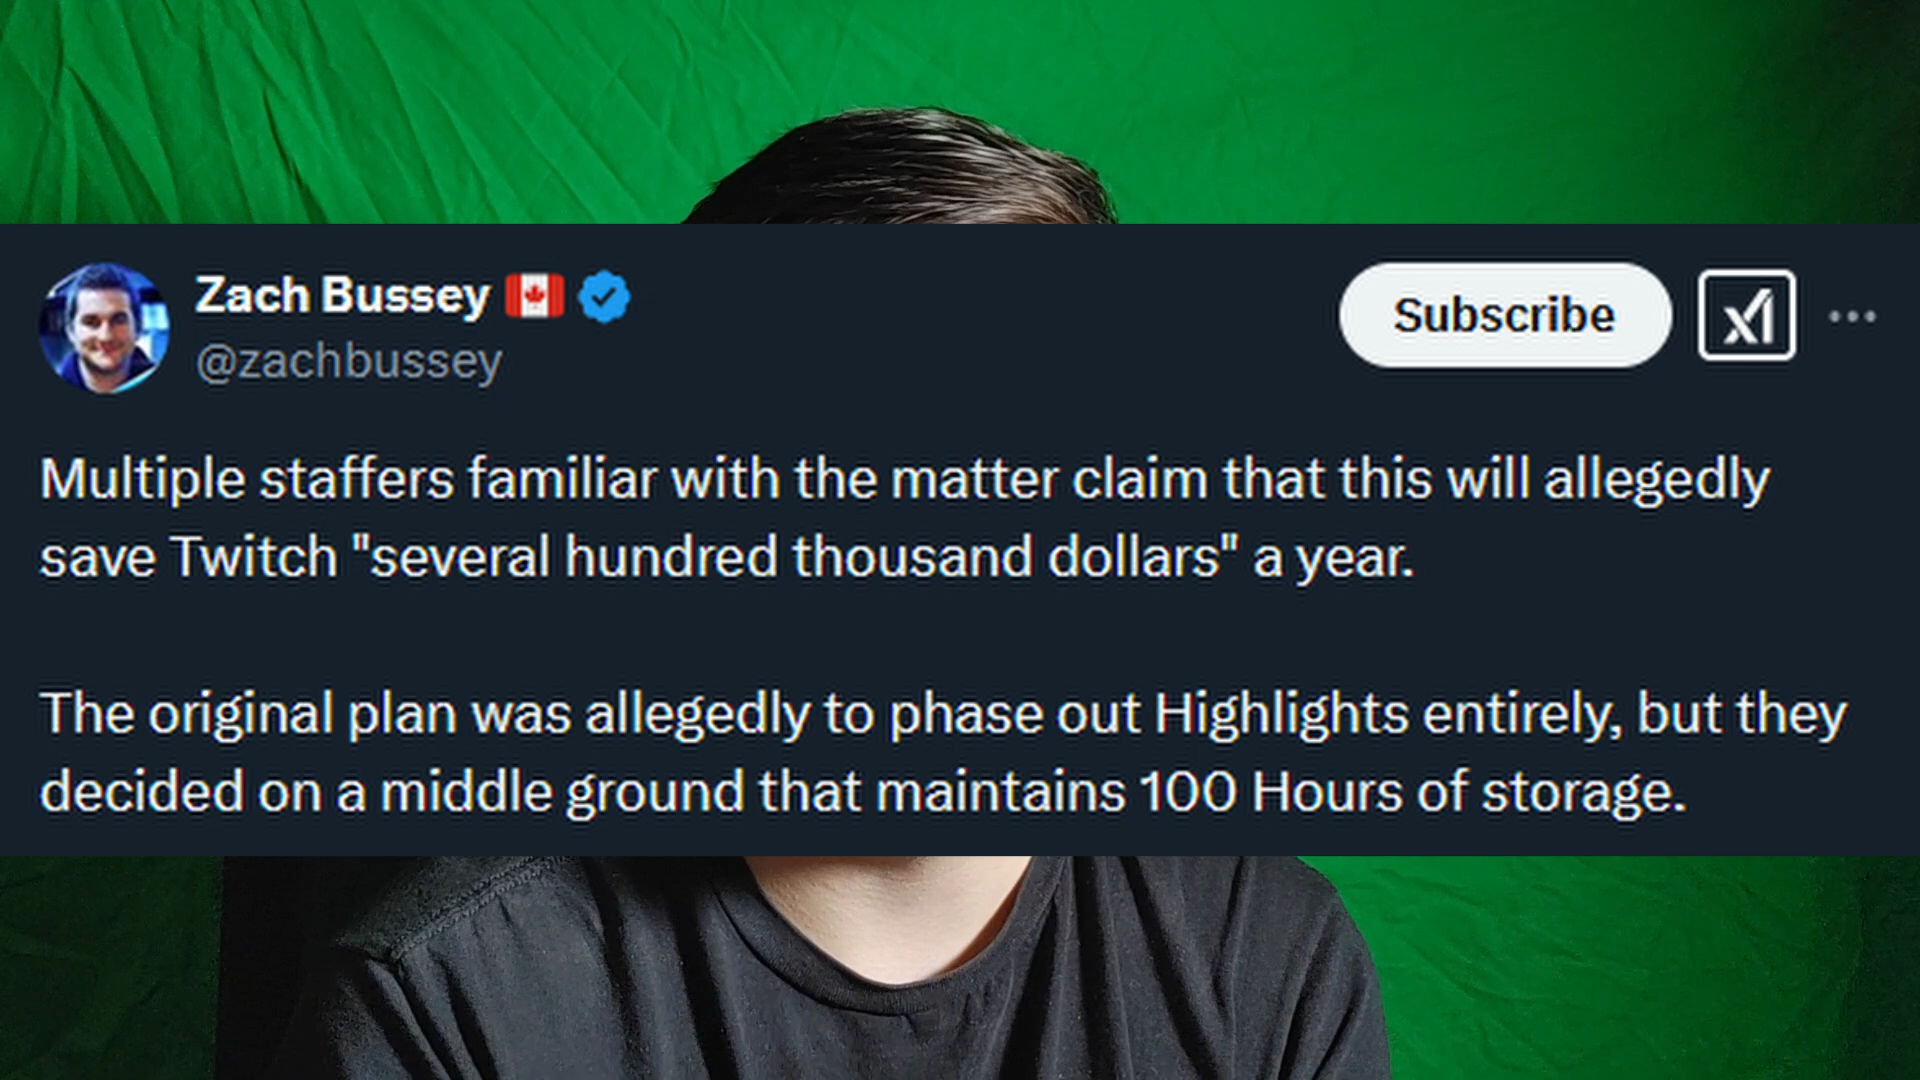 Zach Bussey
@zachbussey
Subscribe
Multiple staffers familiar with the matter claim that this will allegedly
save Twitch "several hundred thousand dollars" a year.
The original plan was allegedly to phase out Highlights entirely, but they
decided on a middle ground that maintains 100 Hours of storage.